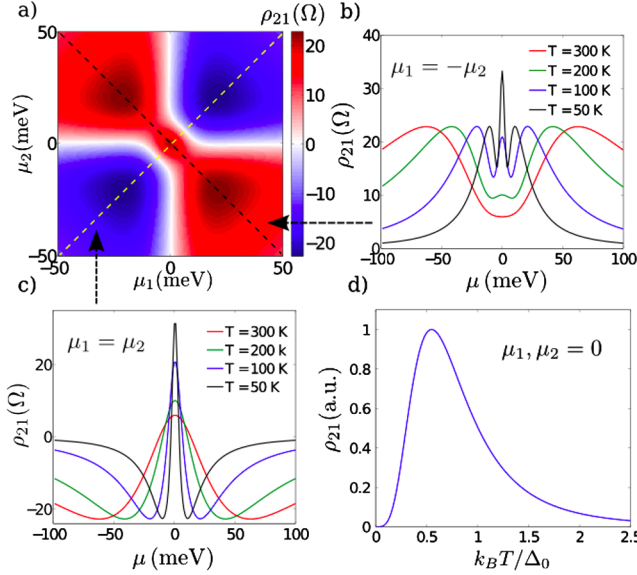 a)
ρ21(Ω)
50
0
−50
μ2(meV)
−50
0
50
μ1(meV)
20
10
0
−10
−20
b)
μ1 = −μ2
T = 300 K
T = 200 K
T = 100 K
T = 50 K
40
30
20
10
0
ρ21(Ω)
−100
−50
0
50
100
μ (meV)
c)
μ1 = μ2
T = 300 K
T = 200 k
T = 100 K
T = 50 K
20
0
−20
ρ21(Ω)
−100
−50
0
50
100
μ (meV)
d)
μ1, μ2 = 0
1
0.8
0.6
0.4
0.2
0
ρ21(a.u.)
0
0.5
1
1.5
2
2.5
kBT/Δ0